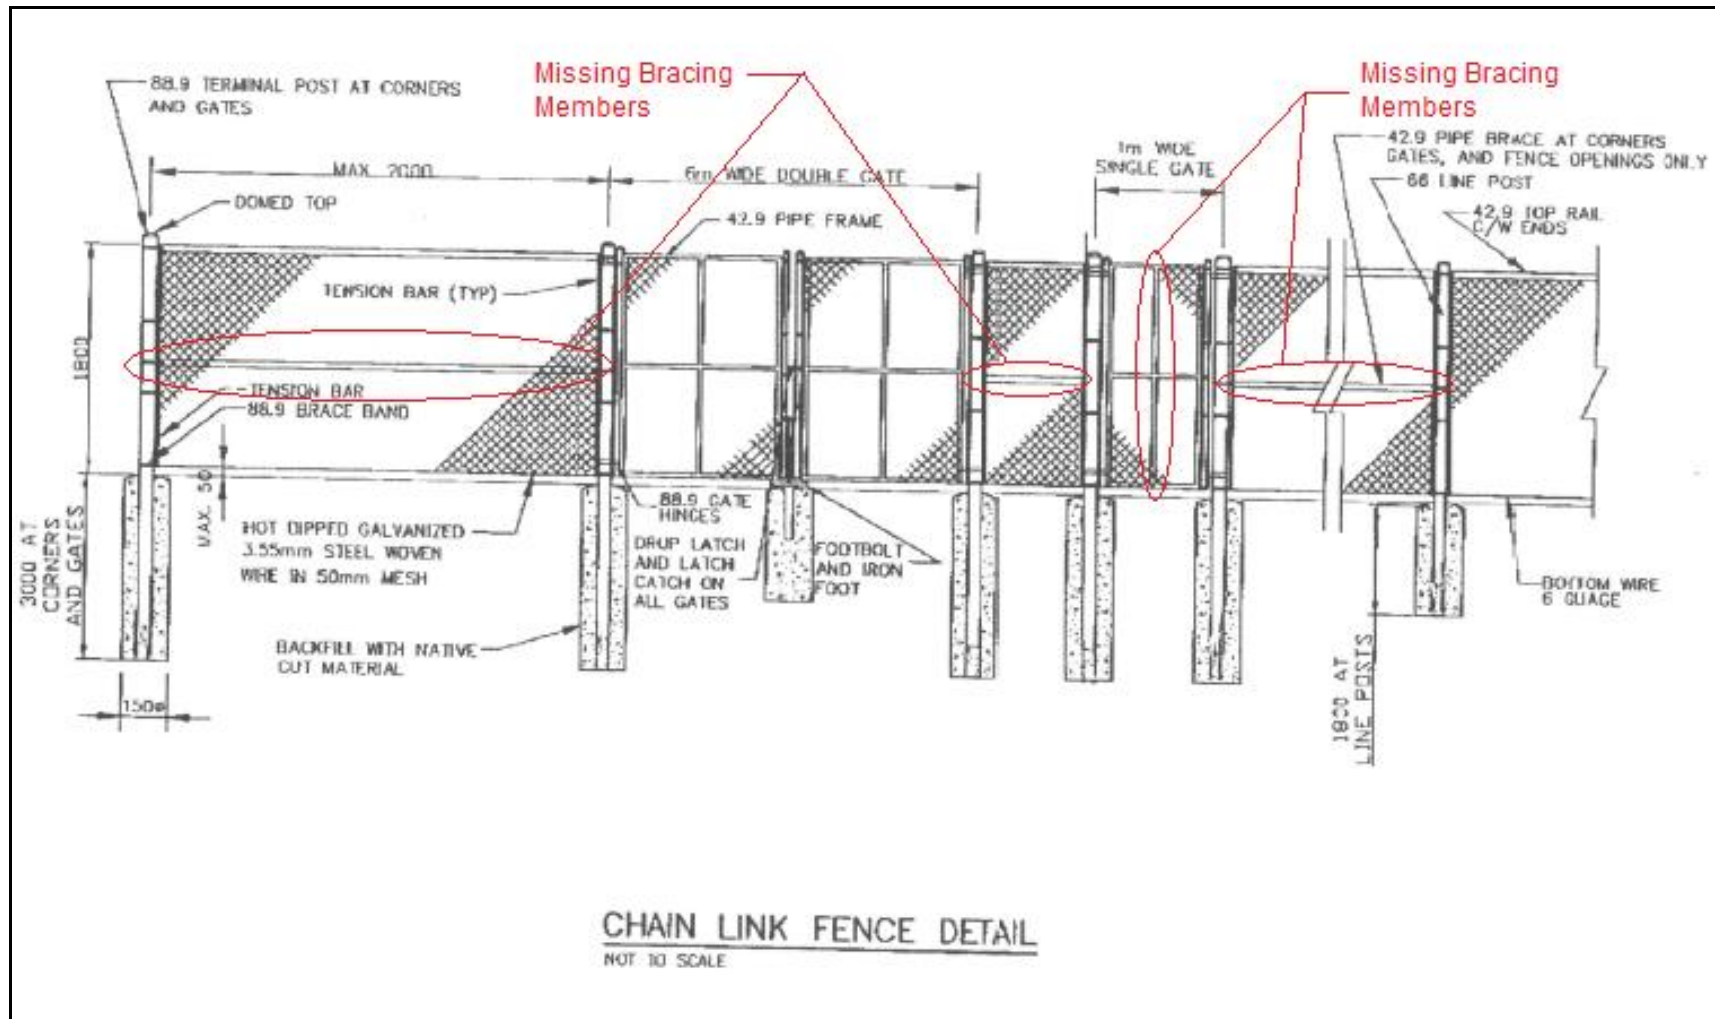 Missing Bracing
Members
Missing Bracing
Members
88.9 TERMINAL POST AT CORNERS
AND GATES
42.9 PIPE BRACE AT CORNERS
GATES, AND FENCE OPENINGS ONLY
1m WIDE
SINGLE GATE
MAX. 2000
6m WIDE DOUBLE GATE
66 LINE POST
DOMED TOP
42.9 PIPE FRAME
42.9 TOP RAIL
C/W ENDS
TENSION BAR (TYP)
1800
TENSION BAR
88.9 BRACE BAND
MAX. 50
3000 AT
CORNERS
AND GATES
88.9 GATE
HINGES
HOT DIPPED GALVANIZED
3.55mm STEEL WOVEN
WIRE IN 50mm MESH
DRUP LATCH
AND LATCH
CATCH ON
ALL GATES
FOOTBOLT
AND IRON
FOOT
BOTTOM WIRE
6 GUAGE
BACKFILL WITH NATIVE
CUT MATERIAL
150ø
1800 AT
LINE POSTS
CHAIN LINK FENCE DETAIL
NOT TO SCALE